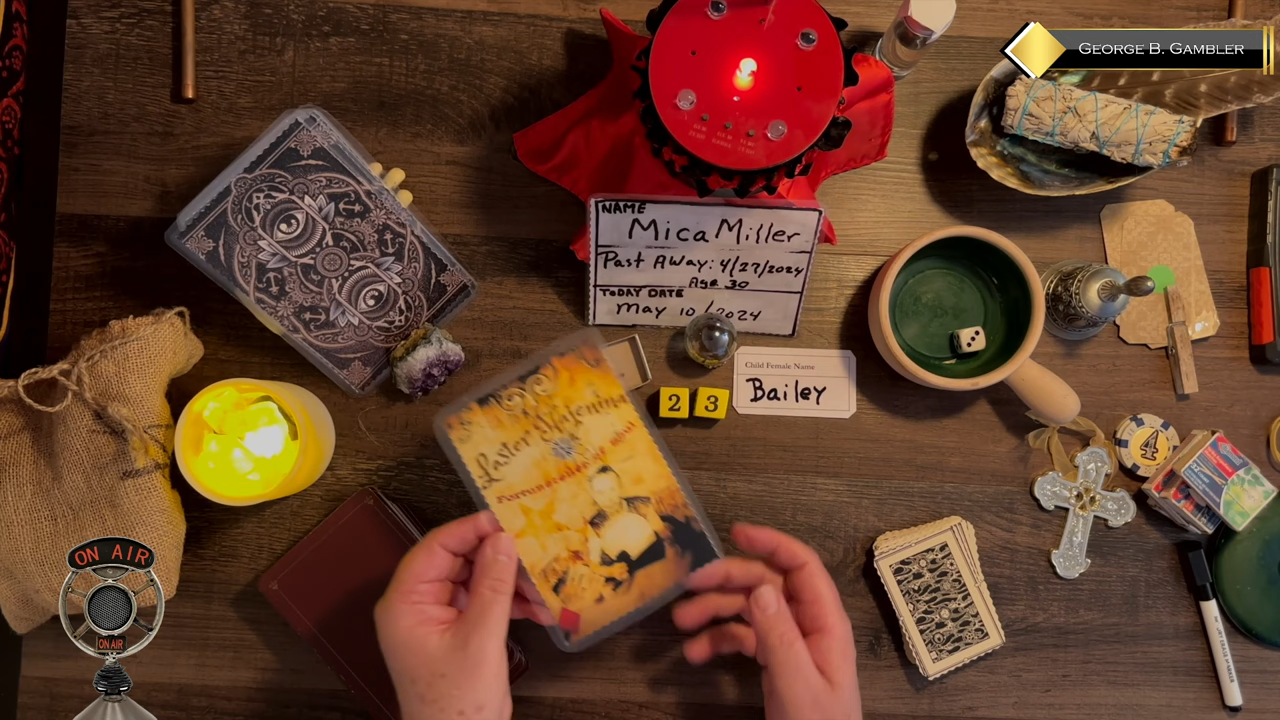 GEORGE B. GAMBLER
NAME
Mica Miller
Past AWay: 4/27/2024
Age 30
TODAY DATE
May 10/2024
Child Female Name
Bailey
2 3
4
Fortuneteller
ON AIR
ON AIR